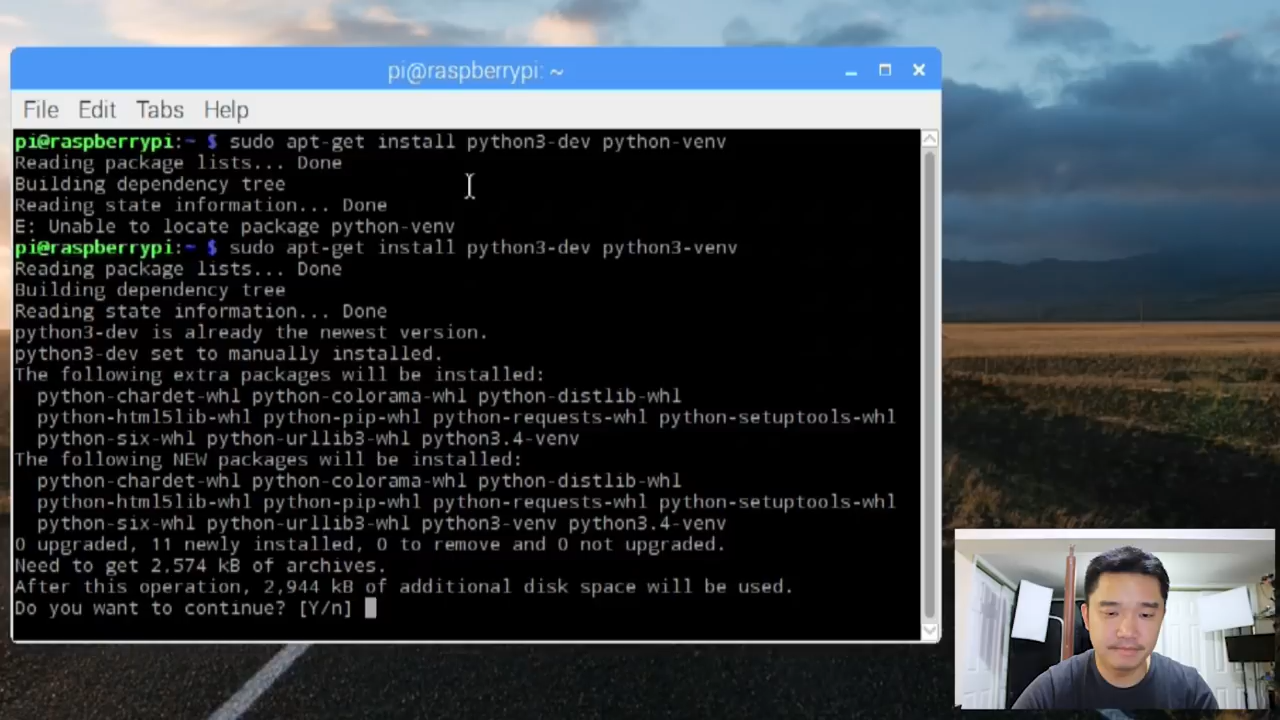 pi@raspberrypi: ~
File Edit Tabs Help
pi@raspberrypi:~ $ sudo apt-get install python3-dev python-venv
Reading package lists... Done
Building dependency tree
Reading state information... Done
E: Unable to locate package python-venv
pi@raspberrypi:~ $ sudo apt-get install python3-dev python3-venv
Reading package lists... Done
Building dependency tree
Reading state information... Done
python3-dev is already the newest version.
python3-dev set to manually installed.
The following extra packages will be installed:
python-chardet-whl python-colorama-whl python-distlib-whl
python-html5lib-whl python-pip-whl python-requests-whl python-setuptools-whl
python-six-whl python-urllib3-whl python3.4-venv
The following NEW packages will be installed:
python-chardet-whl python-colorama-whl python-distlib-whl
python-html5lib-whl python-pip-whl python-requests-whl python-setuptools-whl
python-six-whl python-urllib3-whl python3-venv python3.4-venv
0 upgraded, 11 newly installed, 0 to remove and 0 not upgraded.
Need to get 2,574 kB of archives.
After this operation, 2,944 kB of additional disk space will be used.
Do you want to continue? [Y/n]